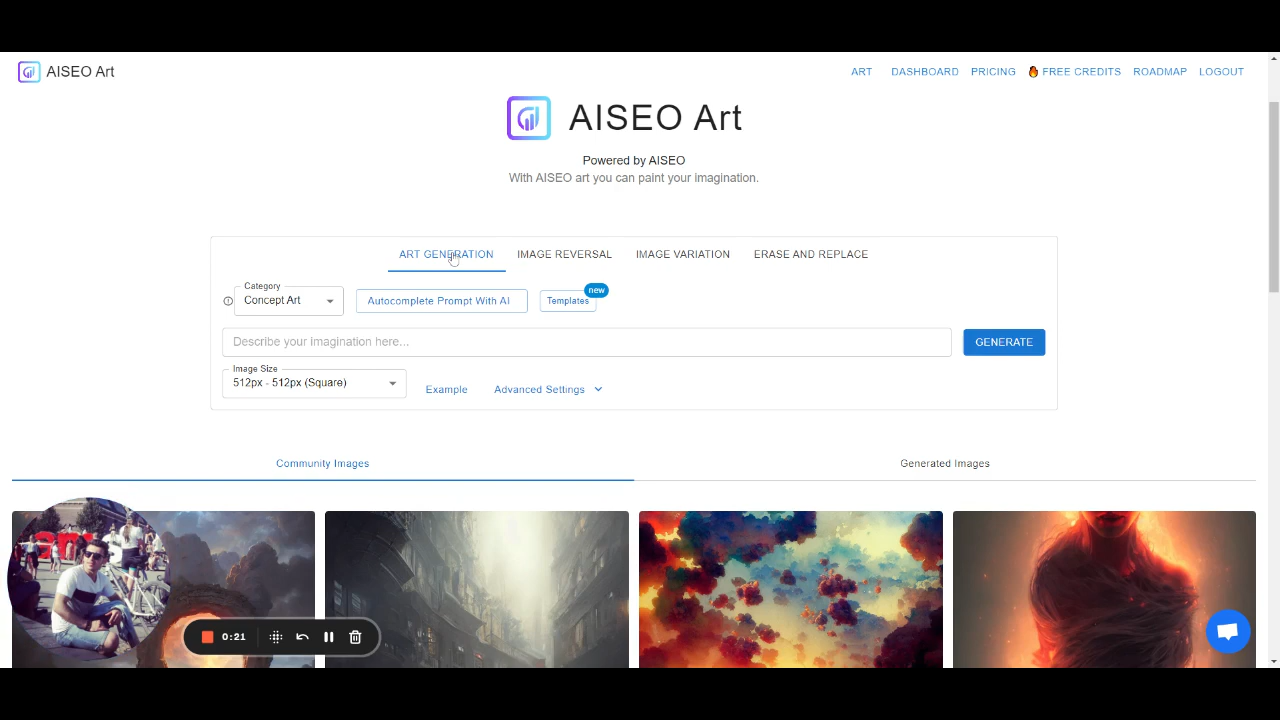 AISEO Art
ART DASHBOARD PRICING FREE CREDITS ROADMAP LOGOUT
AISEO Art
Powered by AISEO
With AISEO art you can paint your imagination.
ART GENERATION IMAGE REVERSAL IMAGE VARIATION ERASE AND REPLACE
Category
Concept Art
Autocomplete Prompt With AI
Templates
new
Describe your imagination here...
GENERATE
Image Size
512px - 512px (Square)
Example
Advanced Settings
Community Images
Generated Images
0:21